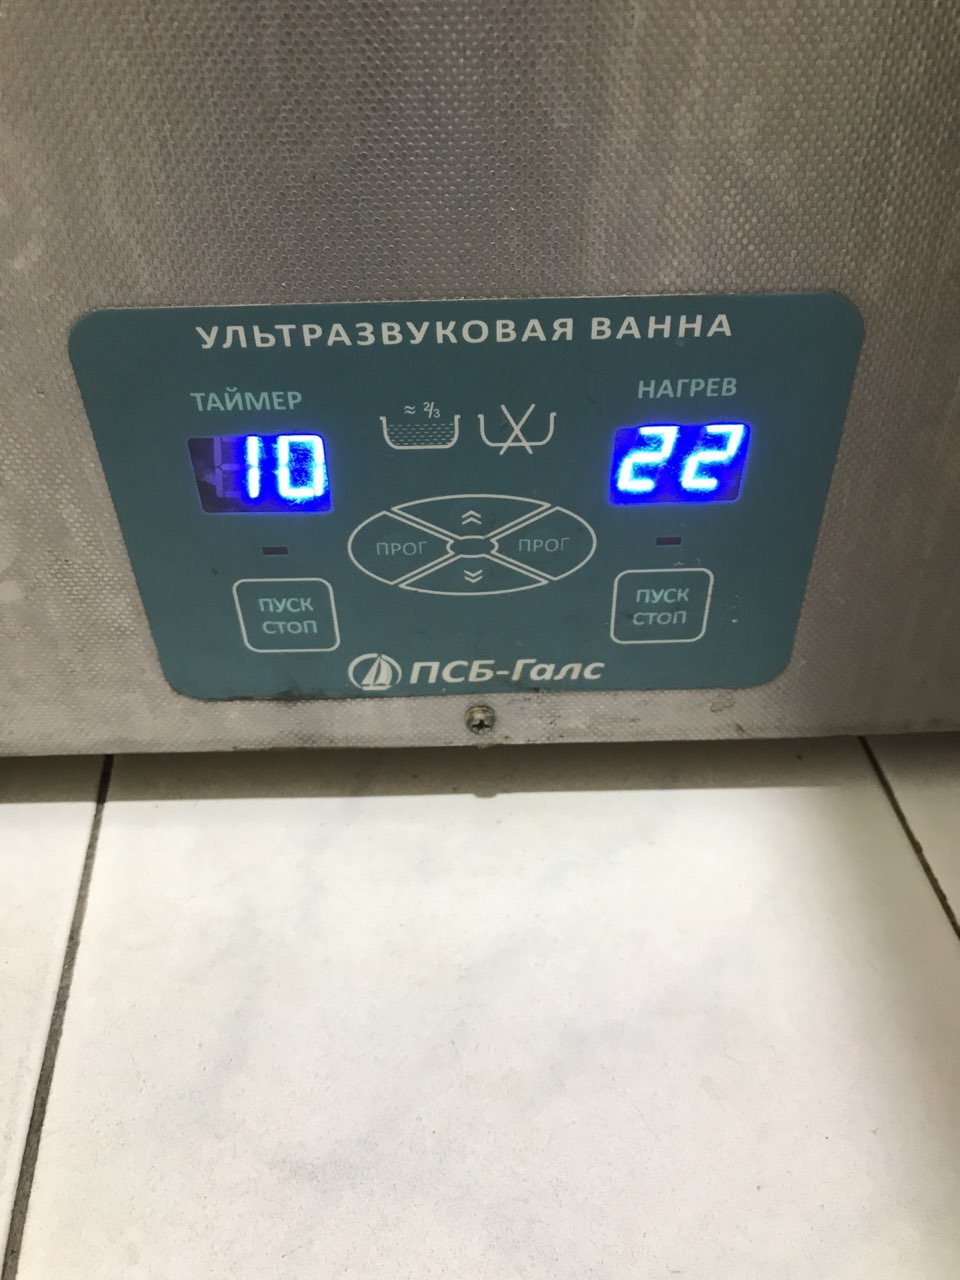 УЛЬТРАЗВУКОВАЯ ВАННА
ТАЙМЕР
НАГРЕВ
≈ 2/3
10
22
ПРОГ
ПРОГ
ПУСК
СТОП
ПУСК
СТОП
ПСБ-Галс